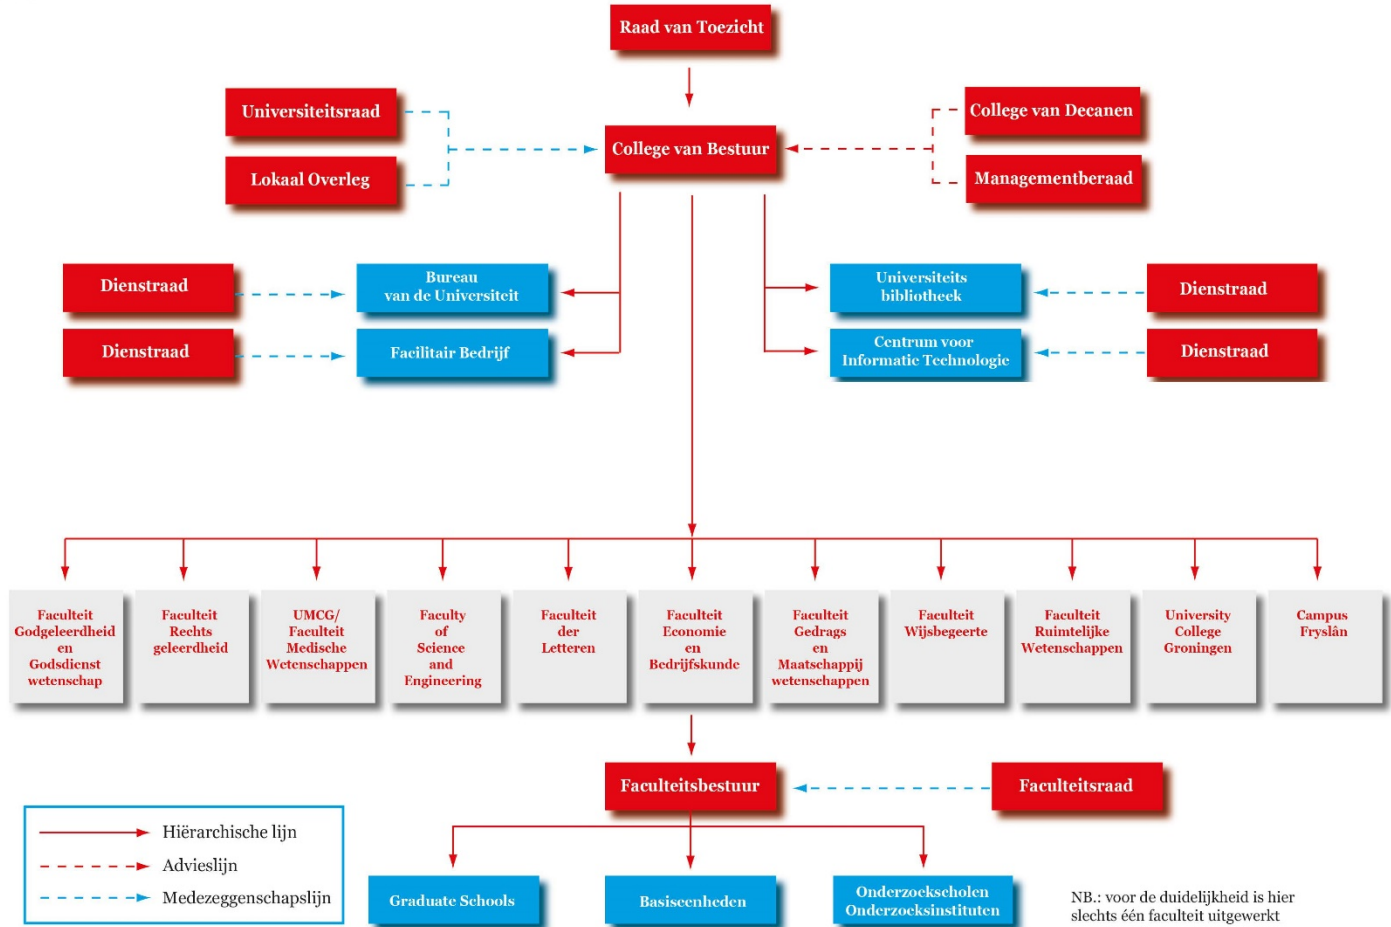 Raad van Toezicht
Universiteitsraad
College van Decanen
College van Bestuur
Lokaal Overleg
Managementberaad
Dienstraad
Bureau
van de Universiteit
Universiteits
bibliotheek
Dienstraad
Dienstraad
Facilitair Bedrijf
Centrum voor
Informatic Technologie
Dienstraad
Faculteit
Godgeleerdheid
en
Godsdienst
wetenschap
Faculteit
Rechts
geleerdheid
UMCG/
Faculteit
Medische
Wetenschappen
Faculty
of
Science
and
Engineering
Faculteit
der
Letteren
Faculteit
Economie
en
Bedrijfskunde
Faculteit
Gedrags
en
Maatschappij
wetenschappen
Faculteit
Wijsbegeerte
Faculteit
Ruimtelijke
Wetenschappen
University
College
Groningen
Campus
Fryslân
Faculteitsbestuur
Faculteitsraad
Hiërarchische lijn
Advieslijn
Medezeggenschapslijn
Graduate Schools
Basiseenheden
Onderzoekscholen
Onderzoeksinstituten
NB.: voor de duidelijkheid is hier
slechts één faculteit uitgewerkt